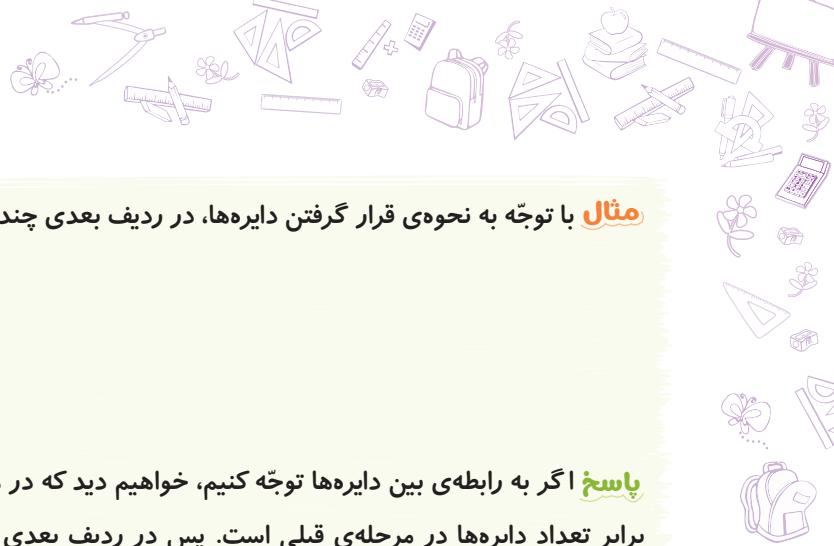 مثال با توجّه به نحوه‌ی قرار گرفتن دایره‌ها، در ردیف بعدی چند
پاسخ اگر به رابطه‌ی بین دایره‌ها توجّه کنیم، خواهیم دید که در
برابر تعداد دایره‌ها در مرحله‌ی قبلی است. پس در ردیف بعدی